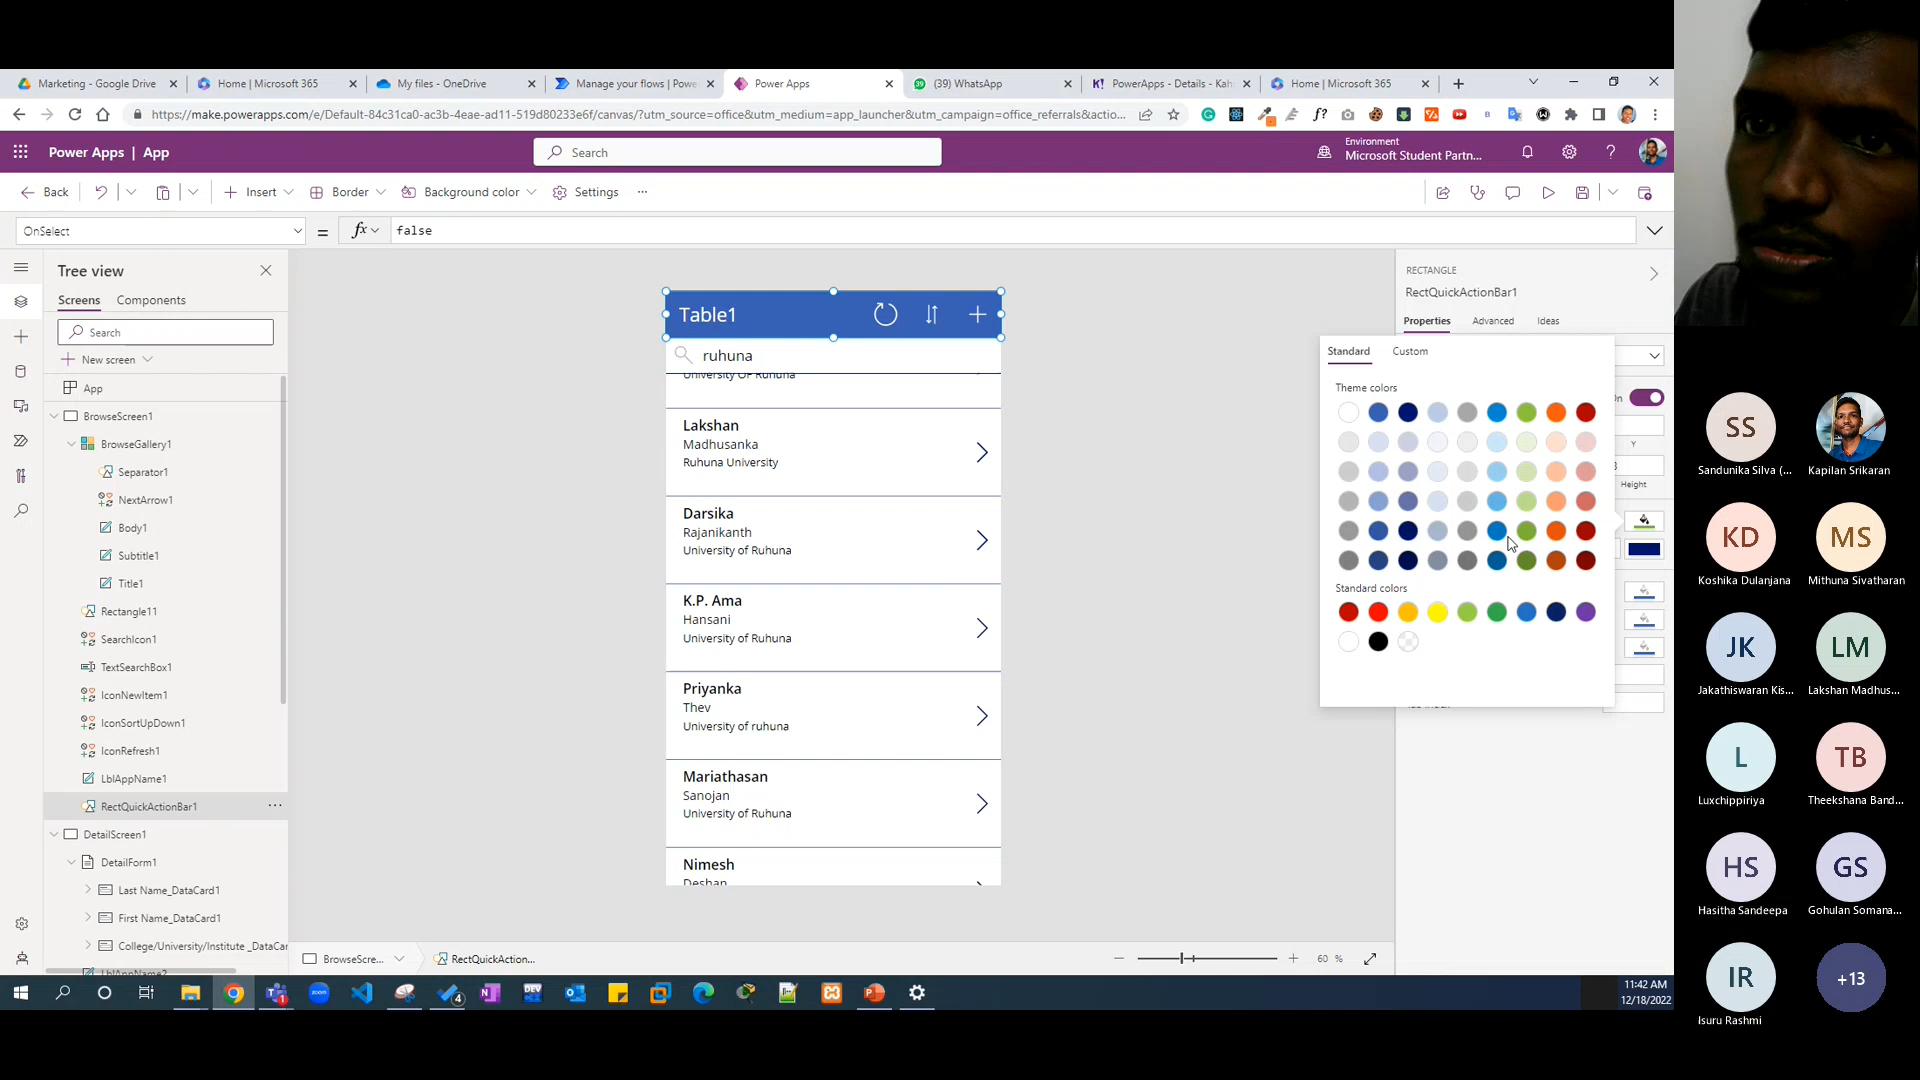 Marketing - Google Drive
Home | Microsoft 365
My files - OneDrive
Manage your flows | Powe
Power Apps
(39) WhatsApp
PowerApps - Details - Kah
Home | Microsoft 365
https://make.powerapps.com/e/Default-84c31ca0-ac3b-4eae-ad11-519d80233e6f/canvas/?utm_source=office&utm_medium=app_launcher&utm_campaign=office_referrals&actio...
Power Apps | App
Search
Environment
Microsoft Student Partn...
Back
Insert
Border
Background color
Settings
OnSelect
=
fx
false
Tree view
Screens
Components
Search
New screen
App
BrowseScreen1
BrowseGallery1
Separator1
NextArrow1
Body1
Subtitle1
Title1
Rectangle11
SearchIcon1
TextSearchBox1
IconNewItem1
IconSortUpDown1
IconRefresh1
LblAppName1
RectQuickActionBar1
DetailScreen1
DetailForm1
Last Name_DataCard1
First Name_DataCard1
College/University/Institute _DataCar
LblAppName2
Table1
ruhuna
University OF Ruhuna
Lakshan
Madhusanka
Ruhuna University
Darsika
Rajanikanth
University of Ruhuna
K.P. Ama
Hansani
University of Ruhuna
Priyanka
Thev
University of ruhuna
Mariathasan
Sanojan
University of Ruhuna
Nimesh
Deshan
RECTANGLE
RectQuickActionBar1
Properties
Advanced
Ideas
Standard
Custom
Theme colors
Standard colors
Y
Height
BrowseScre...
RectQuickAction...
60 %
11:42 AM
12/18/2022
SS
Sandunika Silva (...
Kapilan Srikaran
KD
Koshika Dulanjana
MS
Mithuna Sivatharan
JK
Jakathiswaran Kis...
LM
Lakshan Madhus...
L
Luxchippiriya
TB
Theekshana Band...
HS
Hasitha Sandeepa
GS
Gohulan Somana...
IR
Isuru Rashmi
+13